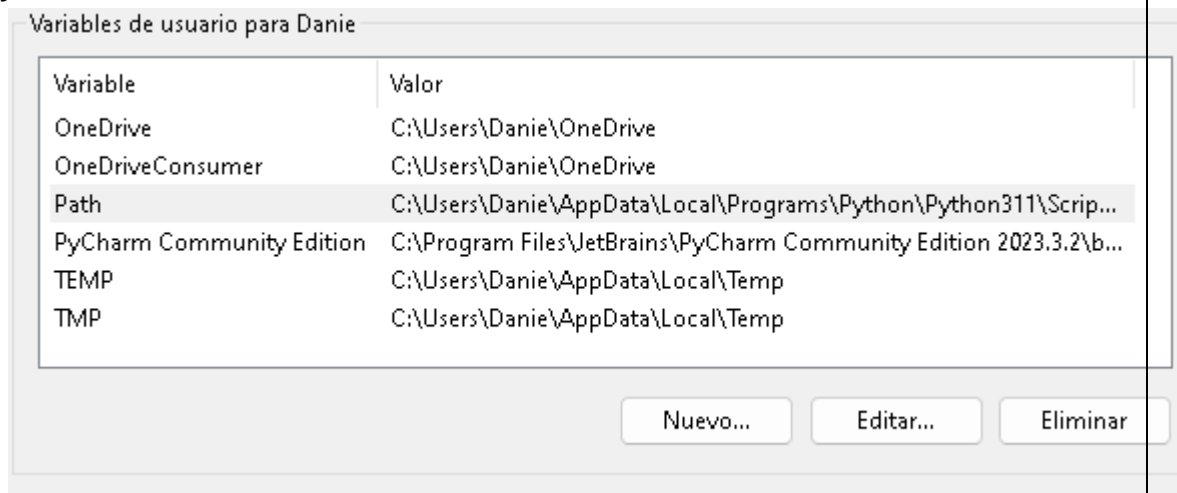 Variables de usuario para Danie
Variable Valor
OneDrive C:\Users\Danie\OneDrive
OneDriveConsumer C:\Users\Danie\OneDrive
Path C:\Users\Danie\AppData\Local\Programs\Python\Python311\Scrip...
PyCharm Community Edition C:\Program Files\JetBrains\PyCharm Community Edition 2023.3.2\b...
TEMP C:\Users\Danie\AppData\Local\Temp
TMP C:\Users\Danie\AppData\Local\Temp
Nuevo... Editar... Eliminar